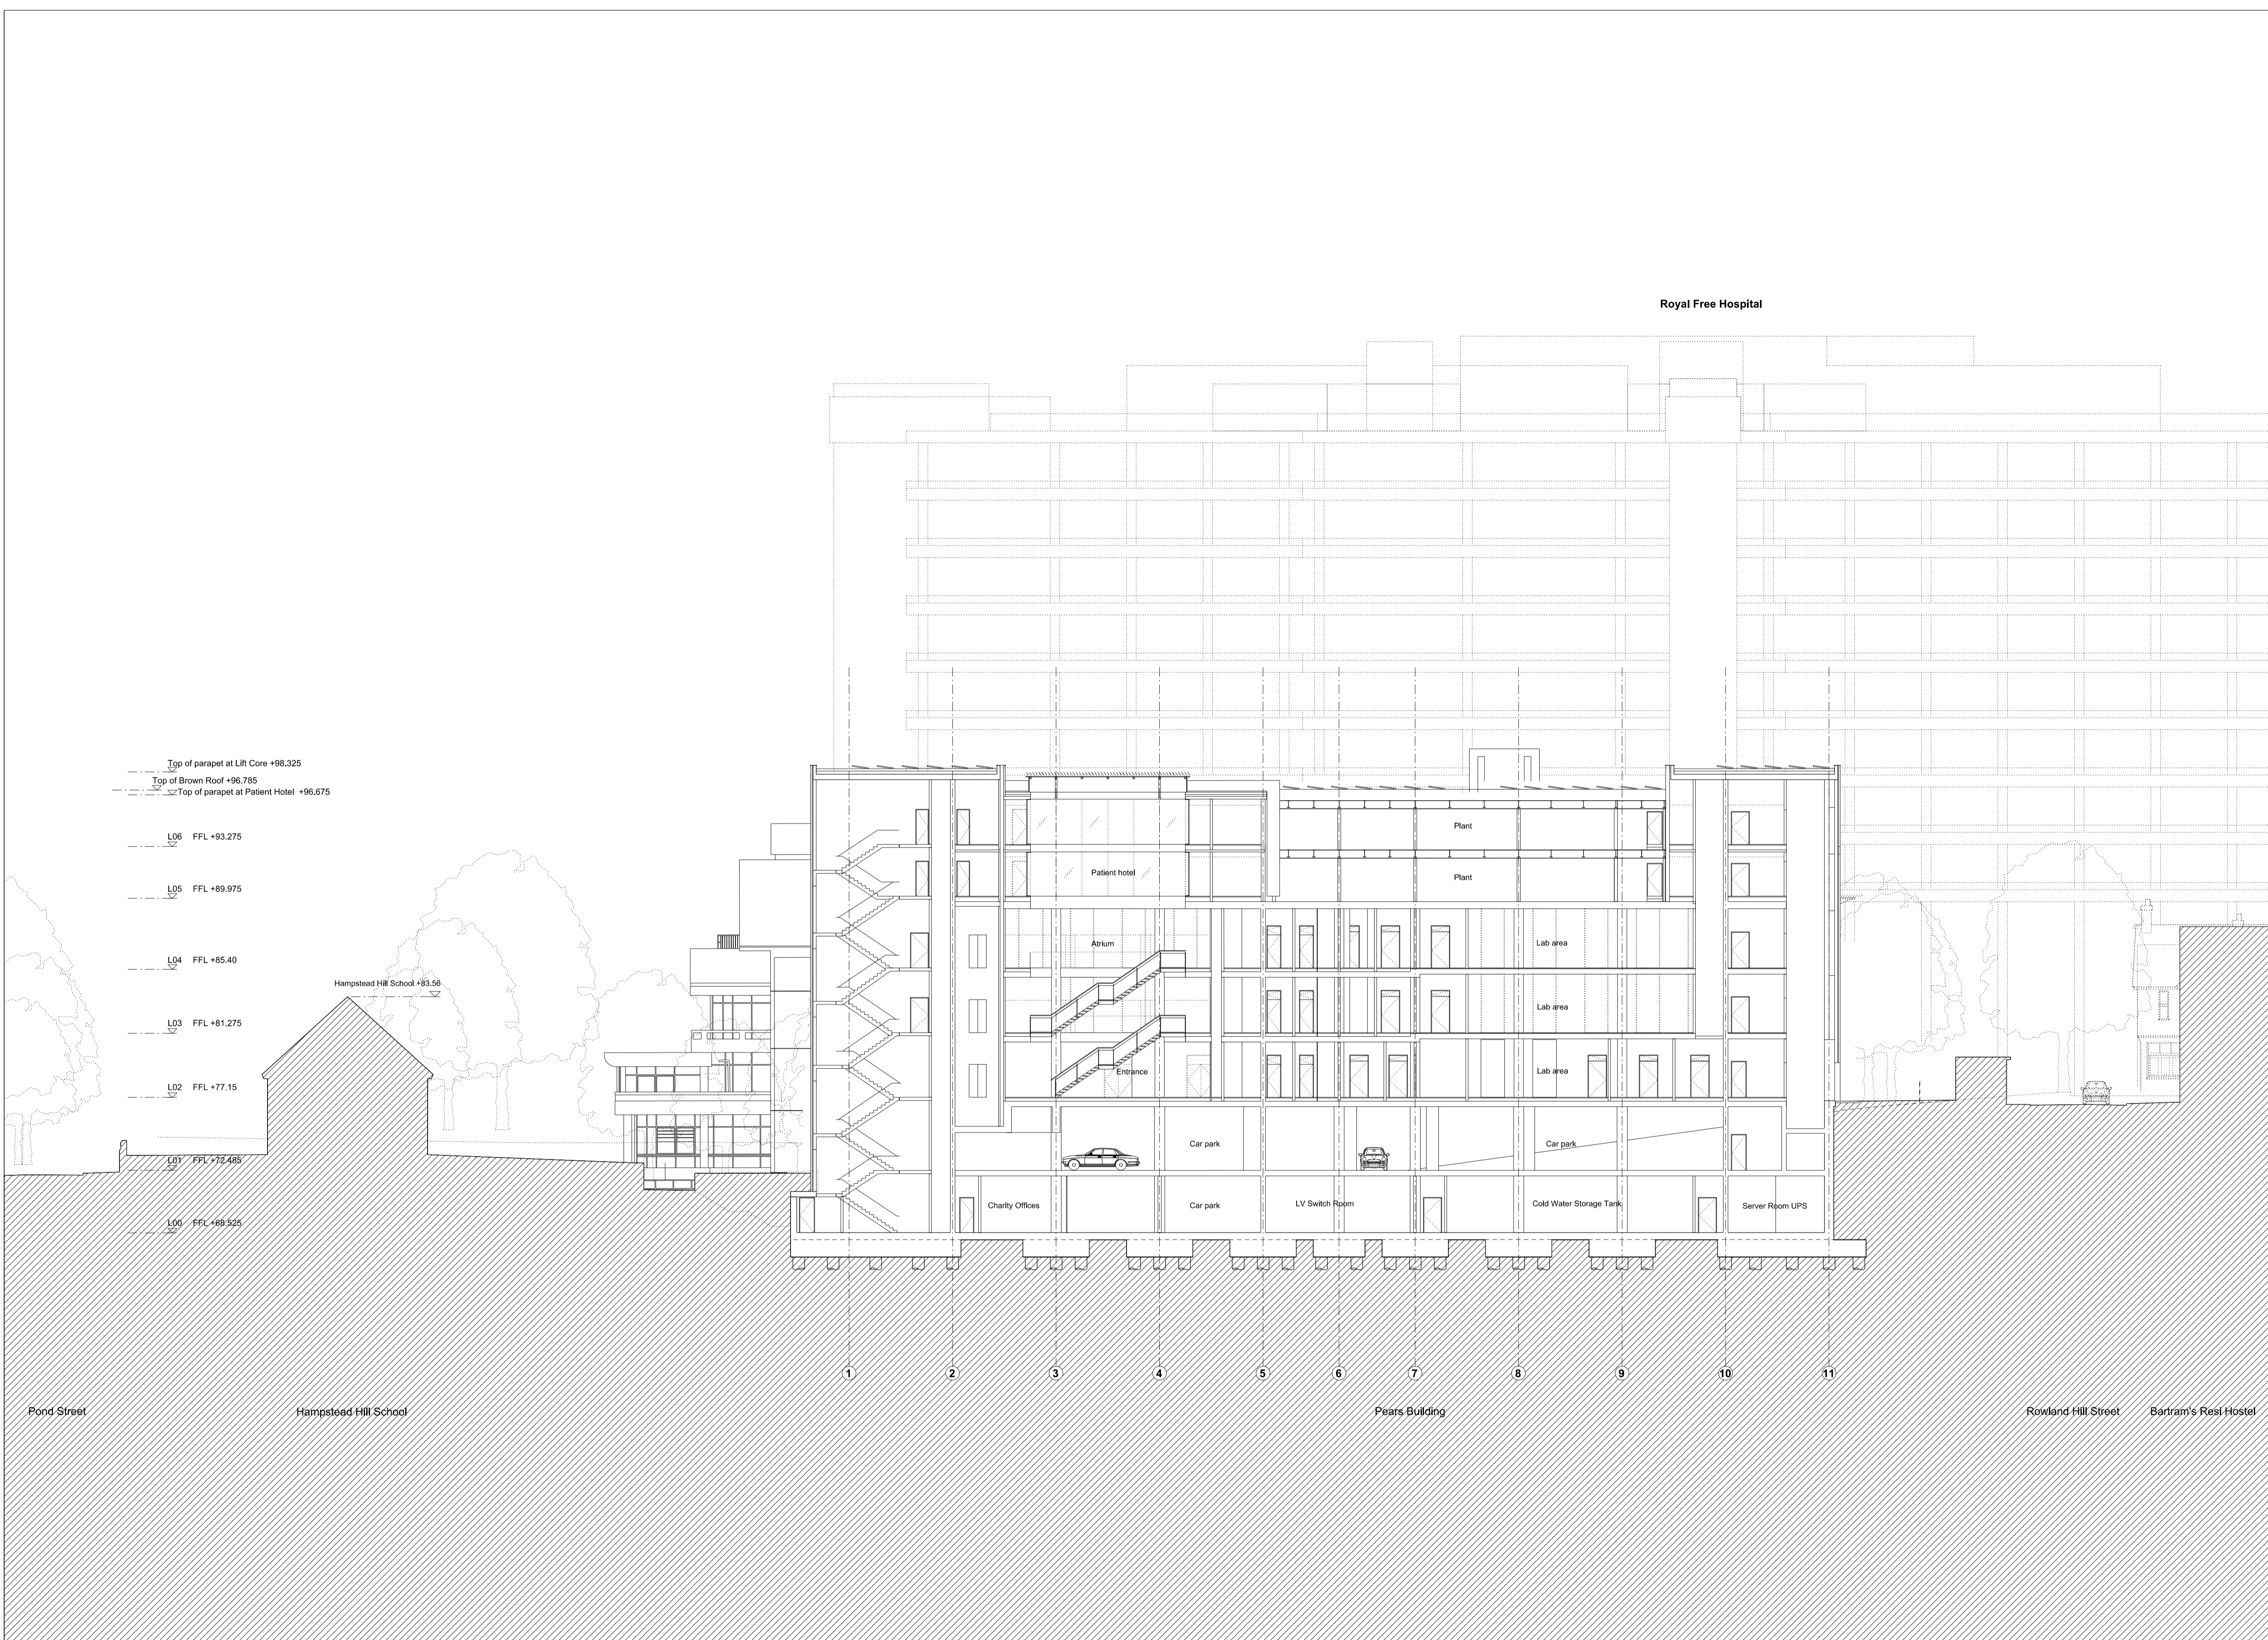 Royal Free Hospital
Top of parapet at Lift Core +98.325
Top of Brown Roof +96.785
Top of parapet at Patient Hotel +96.675
L06 FFL +93.275
L05 FFL +89.975
L04 FFL +85.40
Hampstead Hill School +83.56
L03 FFL +81.275
L02 FFL +77.15
L01 FFL +72.485
L00 FFL +68.525
Plant
Patient hotel
Plant
Atrium
Lab area
Lab area
Entrance
Lab area
Car park
Car park
Charity Offices
Car park
LV Switch Room
Cold Water Storage Tank
Server Room UPS
1 2 3 4 5 6 7 8 9 10 11
Pond Street
Hampstead Hill School
Pears Building
Rowland Hill Street
Bartram's Resi Hostel